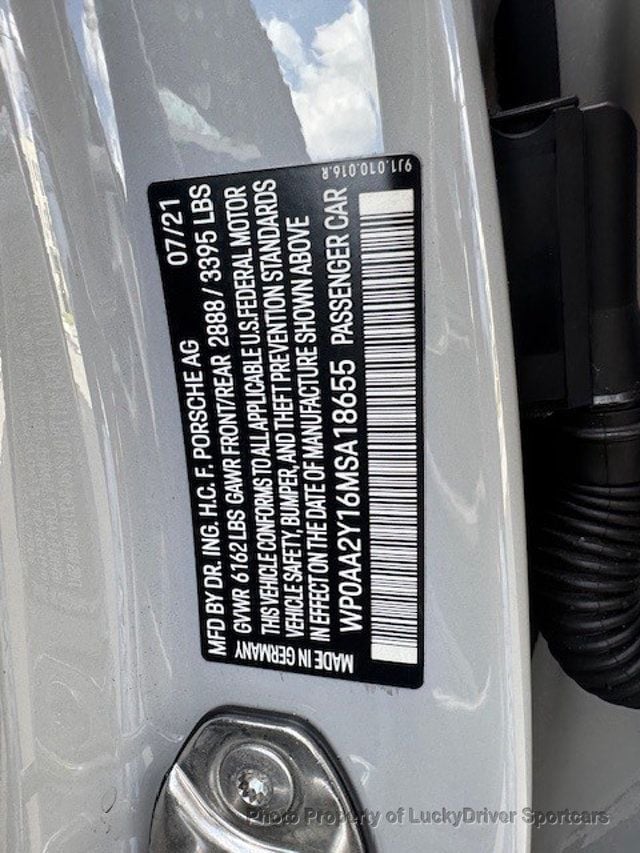 MFD BY DR. ING. H.C. F. PORSCHE AG 07/21
GVWR 6162 LBS GAWR FRONT/REAR 2888 / 3395 LBS
THIS VEHICLE CONFORMS TO ALL APPLICABLE U.S. FEDERAL MOTOR
VEHICLE SAFETY, BUMPER, AND THEFT PREVENTION STANDARDS
IN EFFECT ON THE DATE OF MANUFACTURE SHOWN ABOVE
WP0AA2Y16MSA18655 PASSENGER CAR
MADE IN GERMANY
9J1.010.016.R
Photo Property of LuckyDriver Sportcars